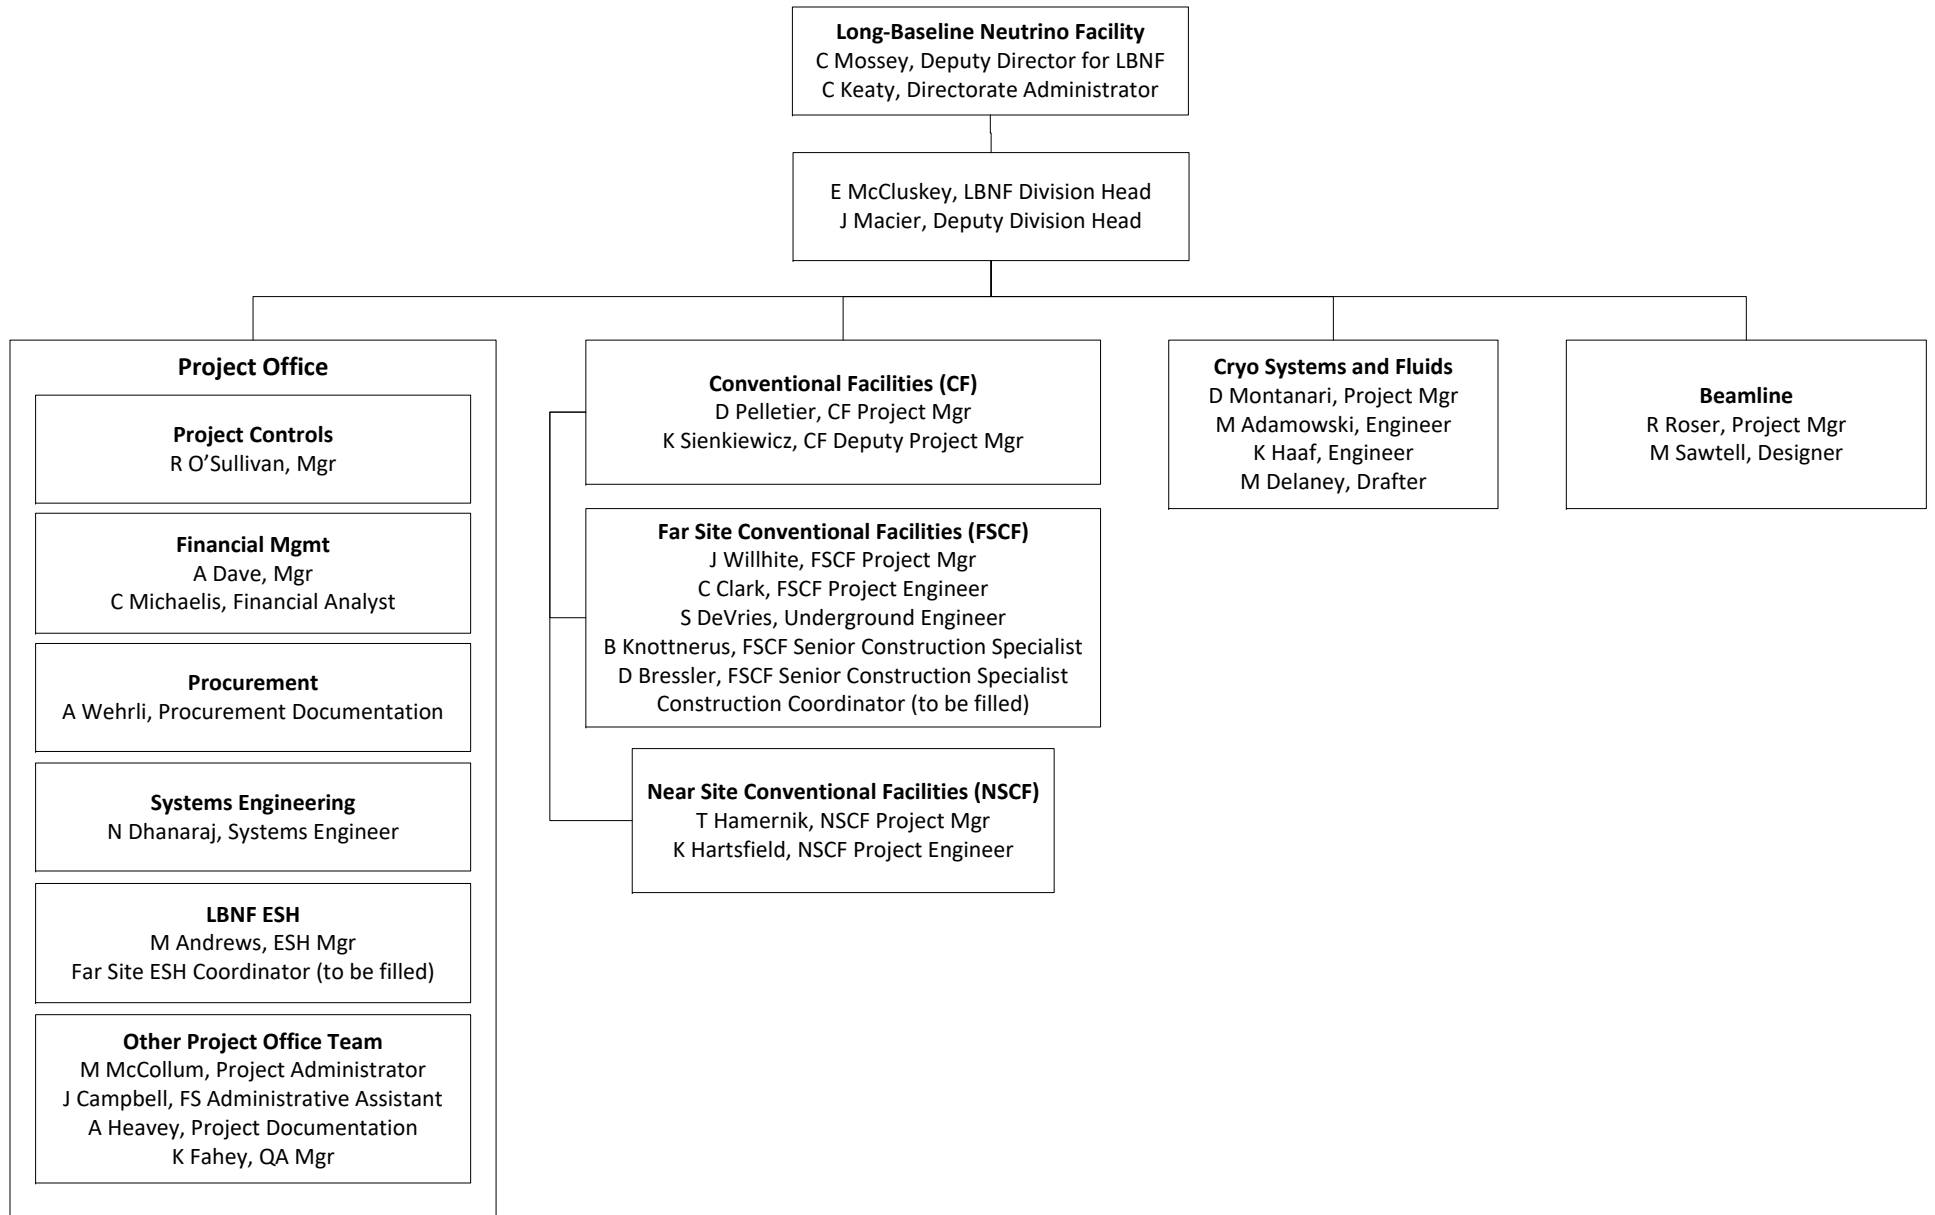 Long-Baseline Neutrino Facility
C Mossey, Deputy Director for LBNF
C Keaty, Directorate Administrator
E McCluskey, LBNF Division Head
J Macier, Deputy Division Head
Project Office
Project Controls
R O’Sullivan, Mgr
Financial Mgmt
A Dave, Mgr
C Michaelis, Financial Analyst
Procurement
A Wehrli, Procurement Documentation
Systems Engineering
N Dhanaraj, Systems Engineer
LBNF ESH
M Andrews, ESH Mgr
Far Site ESH Coordinator (to be filled)
Other Project Office Team
M McCollum, Project Administrator
J Campbell, FS Administrative Assistant
A Heavey, Project Documentation
K Fahey, QA Mgr
Conventional Facilities (CF)
D Pelletier, CF Project Mgr
K Sienkiewicz, CF Deputy Project Mgr
Far Site Conventional Facilities (FSCF)
J Willhite, FSCF Project Mgr
C Clark, FSCF Project Engineer
S DeVries, Underground Engineer
B Knottnerus, FSCF Senior Construction Specialist
D Bressler, FSCF Senior Construction Specialist
Construction Coordinator (to be filled)
Near Site Conventional Facilities (NSCF)
T Hamernik, NSCF Project Mgr
K Hartsfield, NSCF Project Engineer
Cryo Systems and Fluids
D Montanari, Project Mgr
M Adamowski, Engineer
K Haaf, Engineer
M Delaney, Drafter
Beamline
R Roser, Project Mgr
M Sawtell, Designer